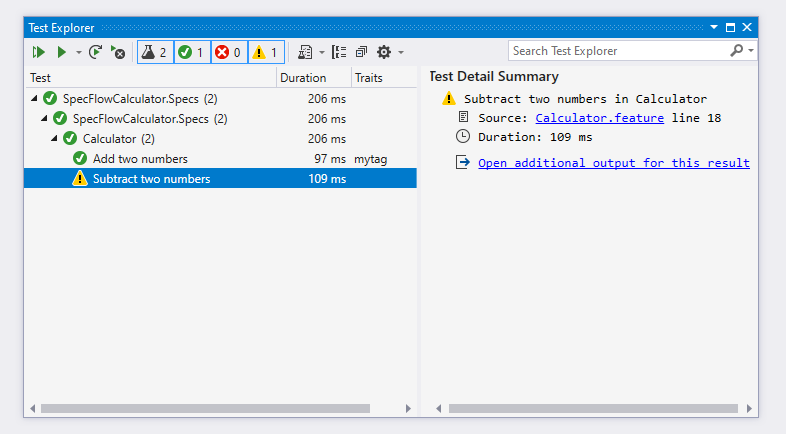 Test Explorer
2 1 0 1
Search Test Explorer
Test Duration Traits
SpecFlowCalculator.Specs (2) 206 ms
SpecFlowCalculator.Specs (2) 206 ms
Calculator (2) 206 ms
Add two numbers 97 ms mytag
Subtract two numbers 109 ms
Test Detail Summary
Subtract two numbers in Calculator
Source: Calculator.feature line 18
Duration: 109 ms
Open additional output for this result